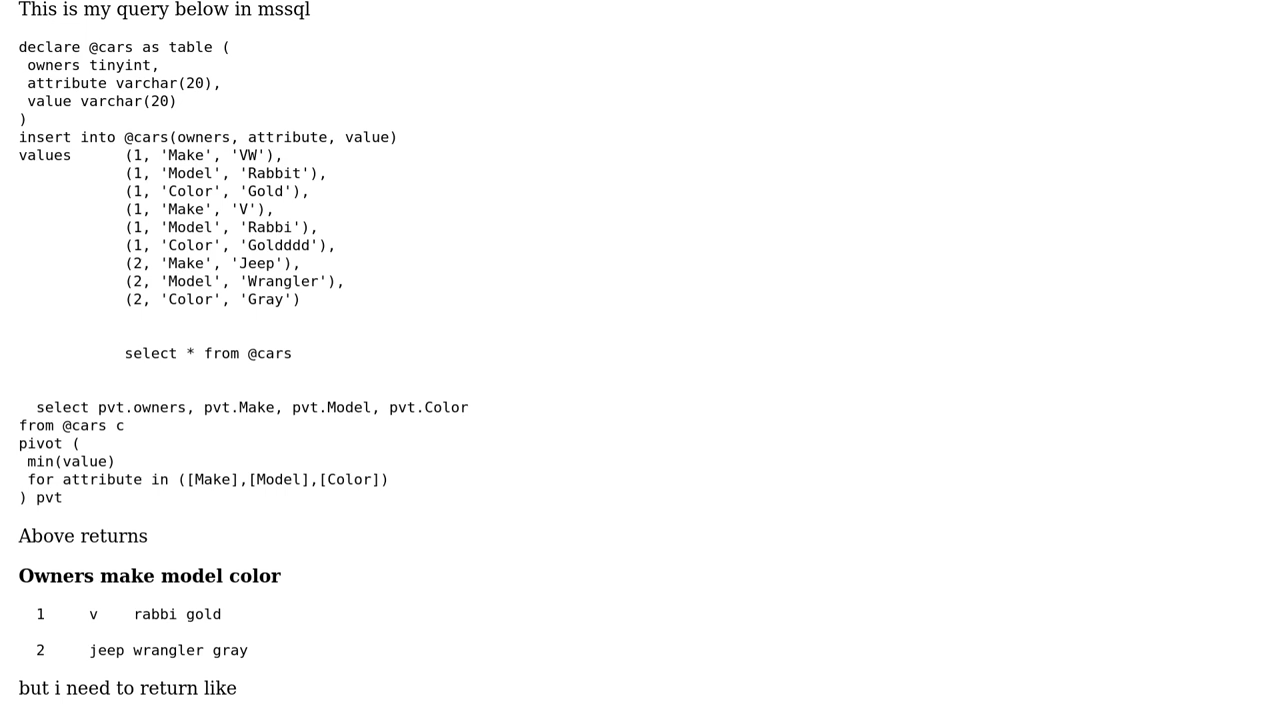 This is my query below in mssql
declare @cars as table (
 owners tinyint,
 attribute varchar(20),
 value varchar(20)
)
insert into @cars(owners, attribute, value)
values      (1, 'Make', 'VW'),
            (1, 'Model', 'Rabbit'),
            (1, 'Color', 'Gold'),
            (1, 'Make', 'V'),
            (1, 'Model', 'Rabbi'),
            (1, 'Color', 'Goldddd'),
            (2, 'Make', 'Jeep'),
            (2, 'Model', 'Wrangler'),
            (2, 'Color', 'Gray')
            select * from @cars
  select pvt.owners, pvt.Make, pvt.Model, pvt.Color
from @cars c
pivot (
 min(value)
 for attribute in ([Make],[Model],[Color])
) pvt
Above returns
Owners make model color
  1     v    rabbi gold
  2     jeep wrangler gray
but i need to return like